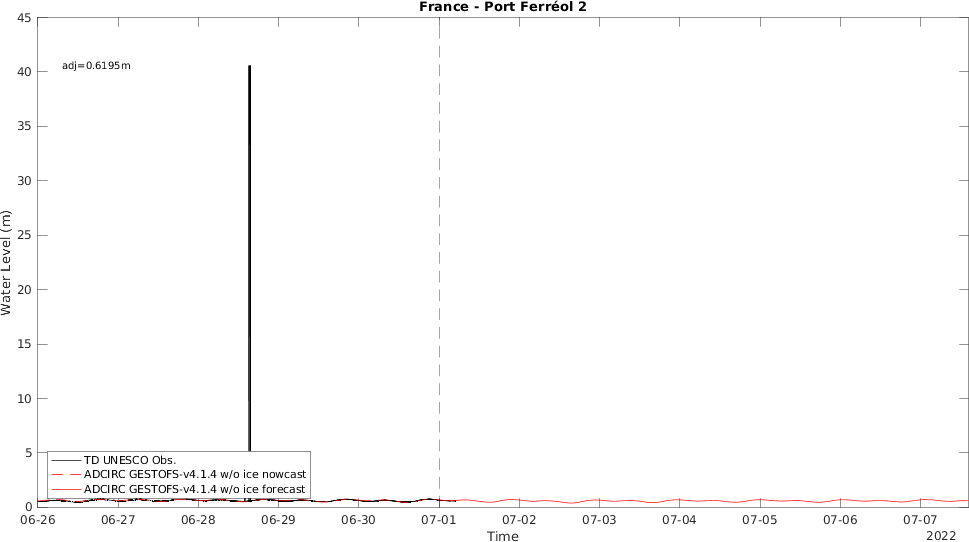 France - Port Ferréol 2
adj=0.6195m
45
40
35
30
25
20
15
10
5
0
Water Level (m)
TD UNESCO Obs.
ADCIRC GESTOFS-v4.1.4 w/o ice nowcast
ADCIRC GESTOFS-v4.1.4 w/o ice forecast
06-26 06-27 06-28 06-29 06-30 07-01 07-02 07-03 07-04 07-05 07-06 07-07
Time
2022